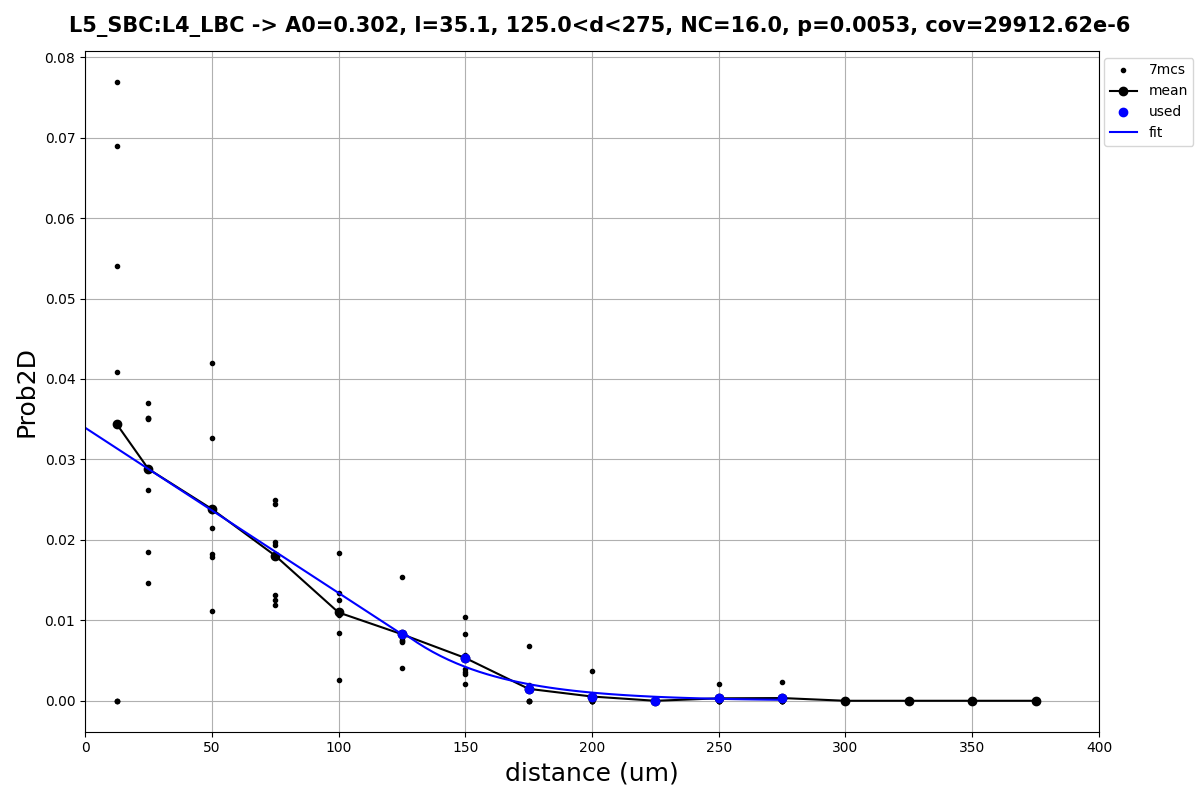 L5_SBC:L4_LBC -> A0=0.302, l=35.1, 125.0<d<275, NC=16.0, p=0.0053, cov=29912.62e-6
7mcs
mean
used
fit
0.08
0.07
0.06
0.05
0.04
0.03
0.02
0.01
0.00
Prob2D
0 50 100 150 200 250 300 350 400
distance (um)